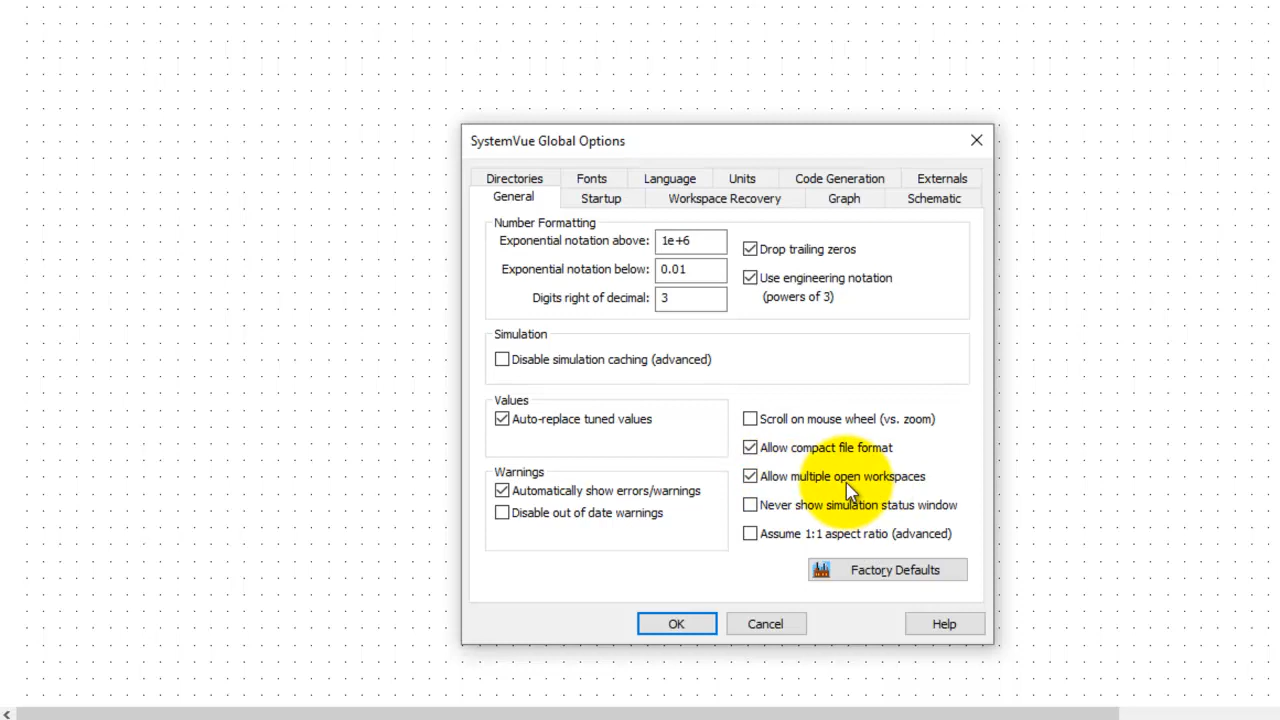 SystemVue Global Options
Directories Fonts Language Units Code Generation Externals
General Startup Workspace Recovery Graph Schematic
Number Formatting
Exponential notation above: 1e+6
Exponential notation below: 0.01
Digits right of decimal: 3
Drop trailing zeros
Use engineering notation
(powers of 3)
Simulation
Disable simulation caching (advanced)
Values
Auto-replace tuned values
Warnings
Automatically show errors/warnings
Disable out of date warnings
Scroll on mouse wheel (vs. zoom)
Allow compact file format
Allow multiple open workspaces
Never show simulation status window
Assume 1:1 aspect ratio (advanced)
Factory Defaults
OK Cancel Help